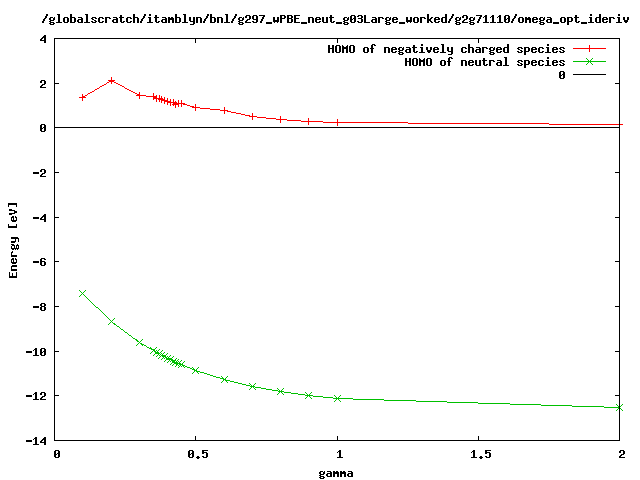 /globalscratch/itamblyn/bnl/g297_wPBE_neut_g03Large_worked/g2g71110/omega_opt_ideriv
HOMO of negatively charged species
HOMO of neutral species
0
4
2
0
-2
-4
-6
-8
-10
-12
-14
Energy [eV]
0 0.5 1 1.5 2
gamma